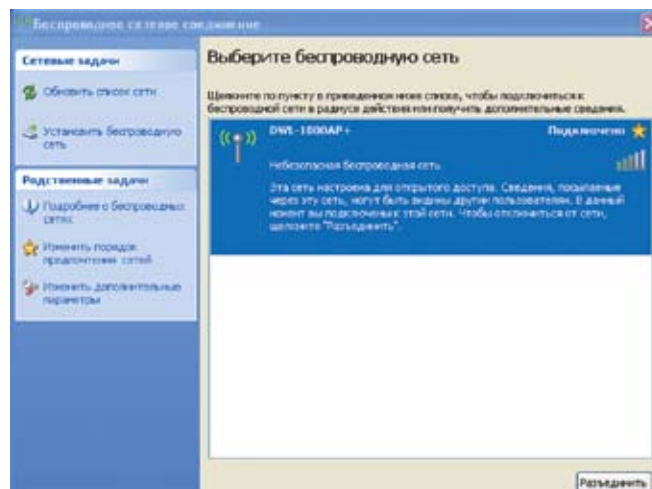 Беспроводное сетевое соединение
Сетевые задачи
Обновить список сети
Установить беспроводную
сеть
Родственные задачи
Подробнее о беспроводных
сетях
Изменить порядок
предпочтения сетей
Изменить дополнительные
параметры
Выберите беспроводную сеть
Щелкните по пункту в приведенном ниже списке, чтобы подключиться к
беспроводной сети в радиусе действия или получить дополнительные сведения.
DWL-1000AP+
Подключено
Небезопасная беспроводная сеть
Эта сеть настроена для открытого доступа. Сведения, посылаемые
через эту сеть, могут быть видимы другим пользователям. В данный
момент вы подключены к этой сети. Чтобы отключиться от сети,
щелкните "Разъединить".
Разъединить